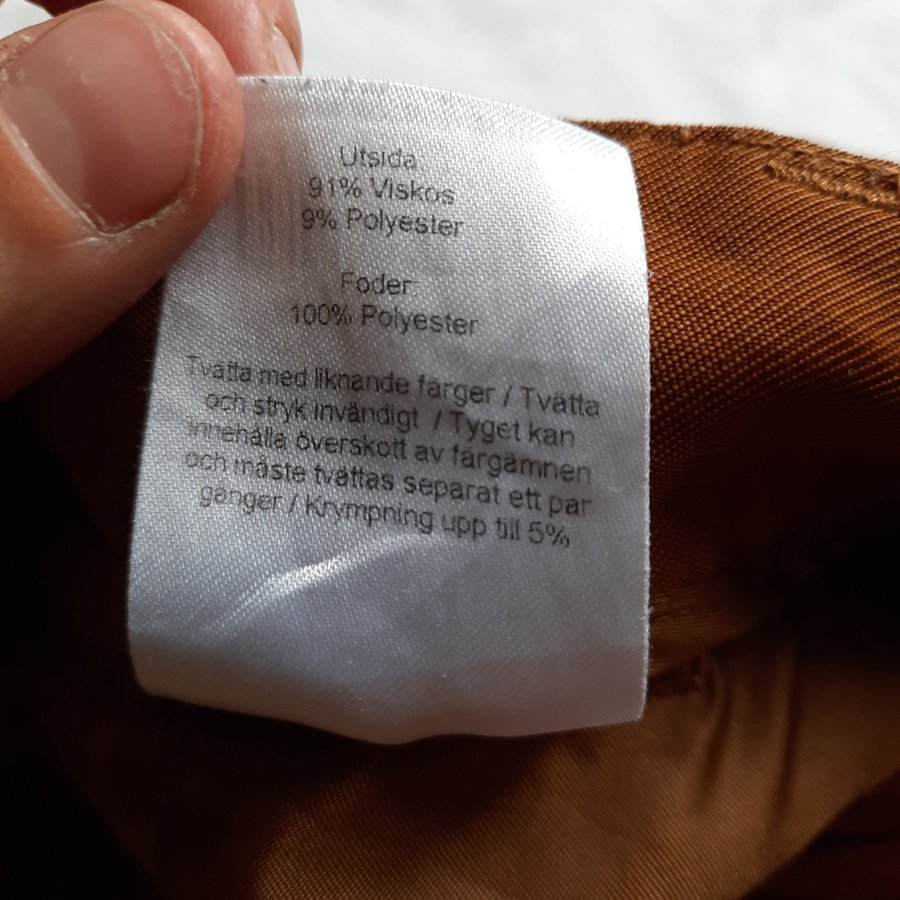 Utsida:
91% Viskos
9% Polyester
Foder:
100% Polyester
Tvätta med liknande färger / Tvätta
och stryk invändigt / Tyget kan
innehålla överskott av färgämnen
och måste tvättas separat ett par
gånger / Krympning upp till 5%